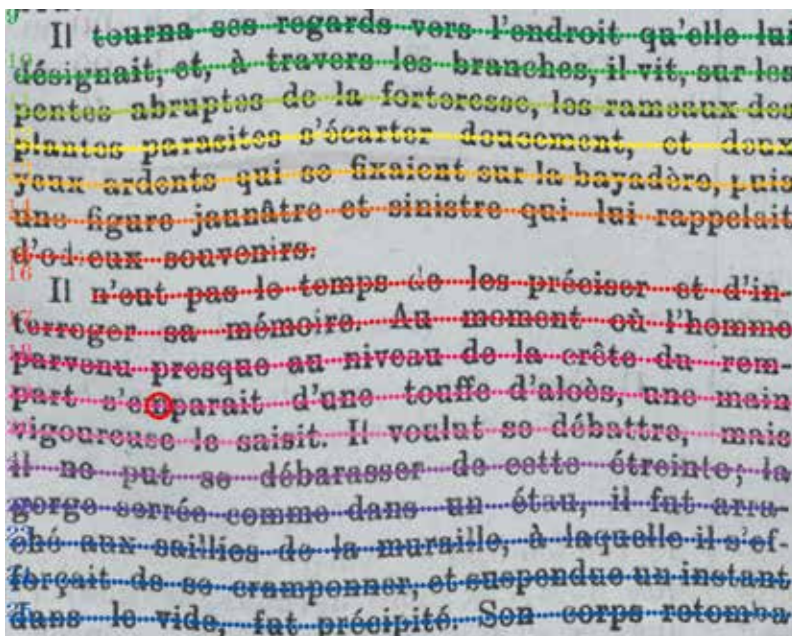 Il tourna ses regards vers l'endroit qu'elle lui
désignait, et, à travers les branches, il vit, sur les
pentes abruptes de la forteresse, les rameaux des
plantes parasites s'écarter doucement, et deux
yeux ardents qui se fixaient sur la bayadère, puis
une figure jaunâtre et sinistre qui lui rappelait
d'od eux souvenirs.
Il n'eut pas le temps de les préciser et d'in-
terroger sa mémoire. Au moment où l'homme
parvenu presque au niveau de la crête du rem-
part s'emparait d'une touffe d'aloès, une main
vigoureuse le saisit. Il voulut se débattre, mais
il ne put se débarasser de cette étreinte; la
gorge serrée comme dans un étau, il fut arra-
ché aux saillies de la muraille, à laquelle il s'ef-
forçait de se cramponner, et suspendue un instant
dans le vide, fut précipité. Son corps retomba